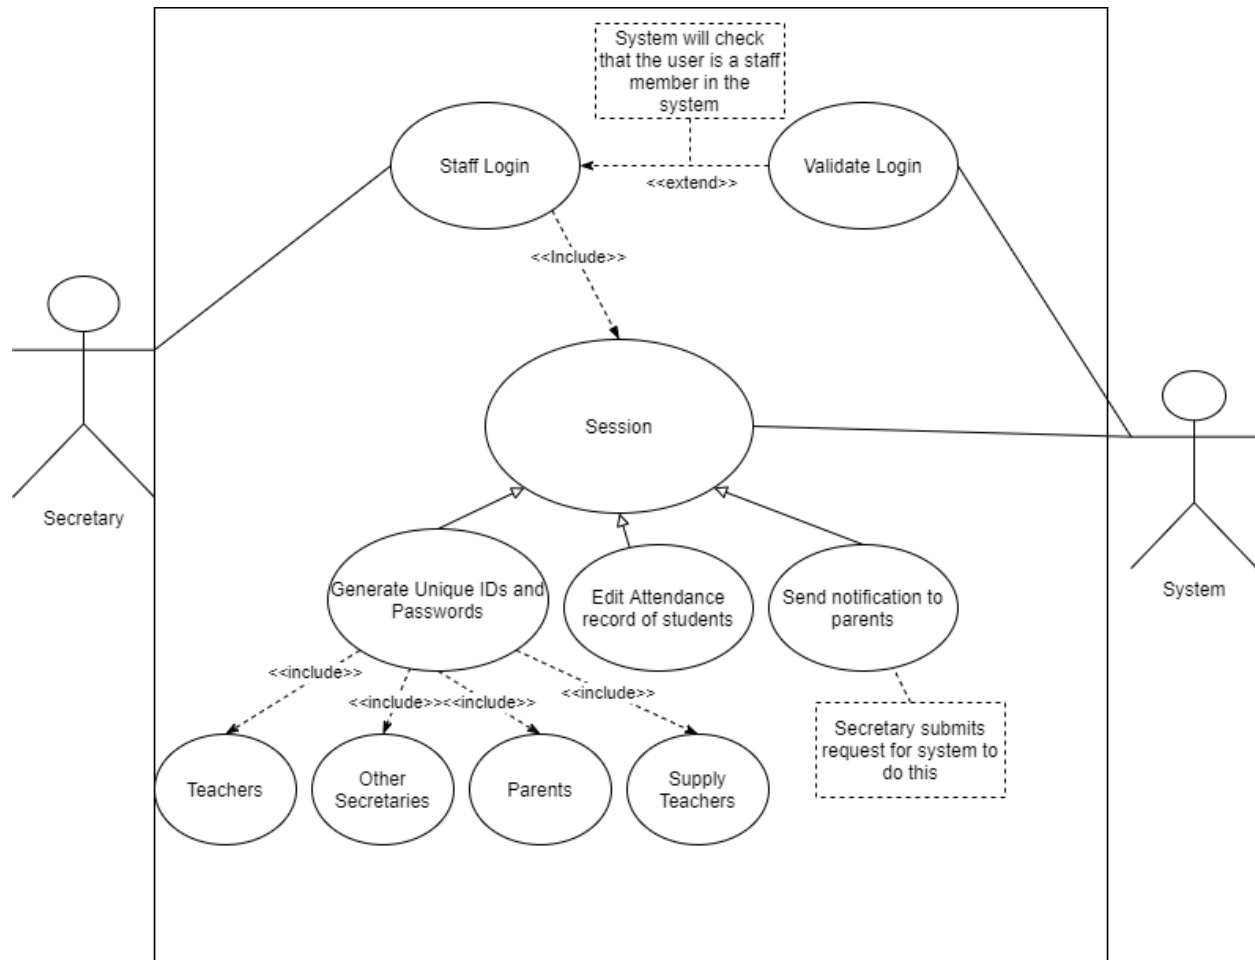 System will check
that the user is a staff
member in the
system
Staff Login
Validate Login
<<extend>>
<<Include>>
Session
Secretary
System
Generate Unique IDs and
Passwords
Edit Attendance
record of students
Send notification to
parents
<<include>>
<<include>>
<<include>>
<<include>>
Secretary submits
request for system to
do this
Teachers
Other
Secretaries
Parents
Supply
Teachers